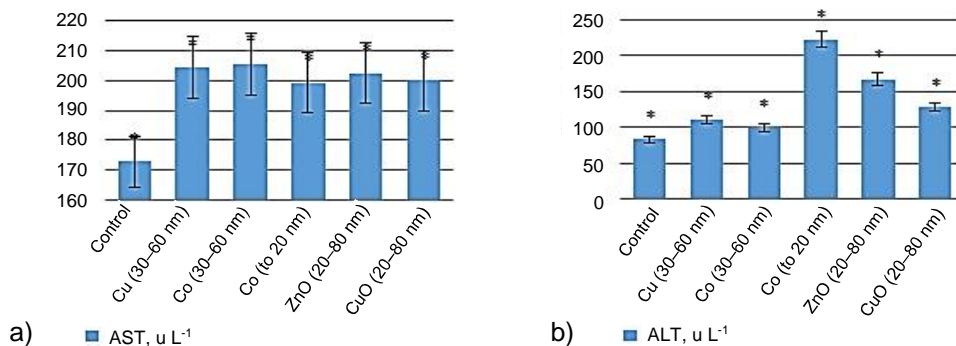 220
210
200
190
180
170
160
*
*
*
*
*
*
Control
Cu (30–60 nm)
Co (30–60 nm)
Co (to 20 nm)
ZnO (20–80 nm)
CuO (20–80 nm)
a)
AST, u L⁻¹
250
200
150
100
50
0
*
*
*
*
*
*
Control
Cu (30–60 nm)
Co (30–60 nm)
Co (to 20 nm)
ZnO (20–80 nm)
CuO (20–80 nm)
b)
ALT, u L⁻¹